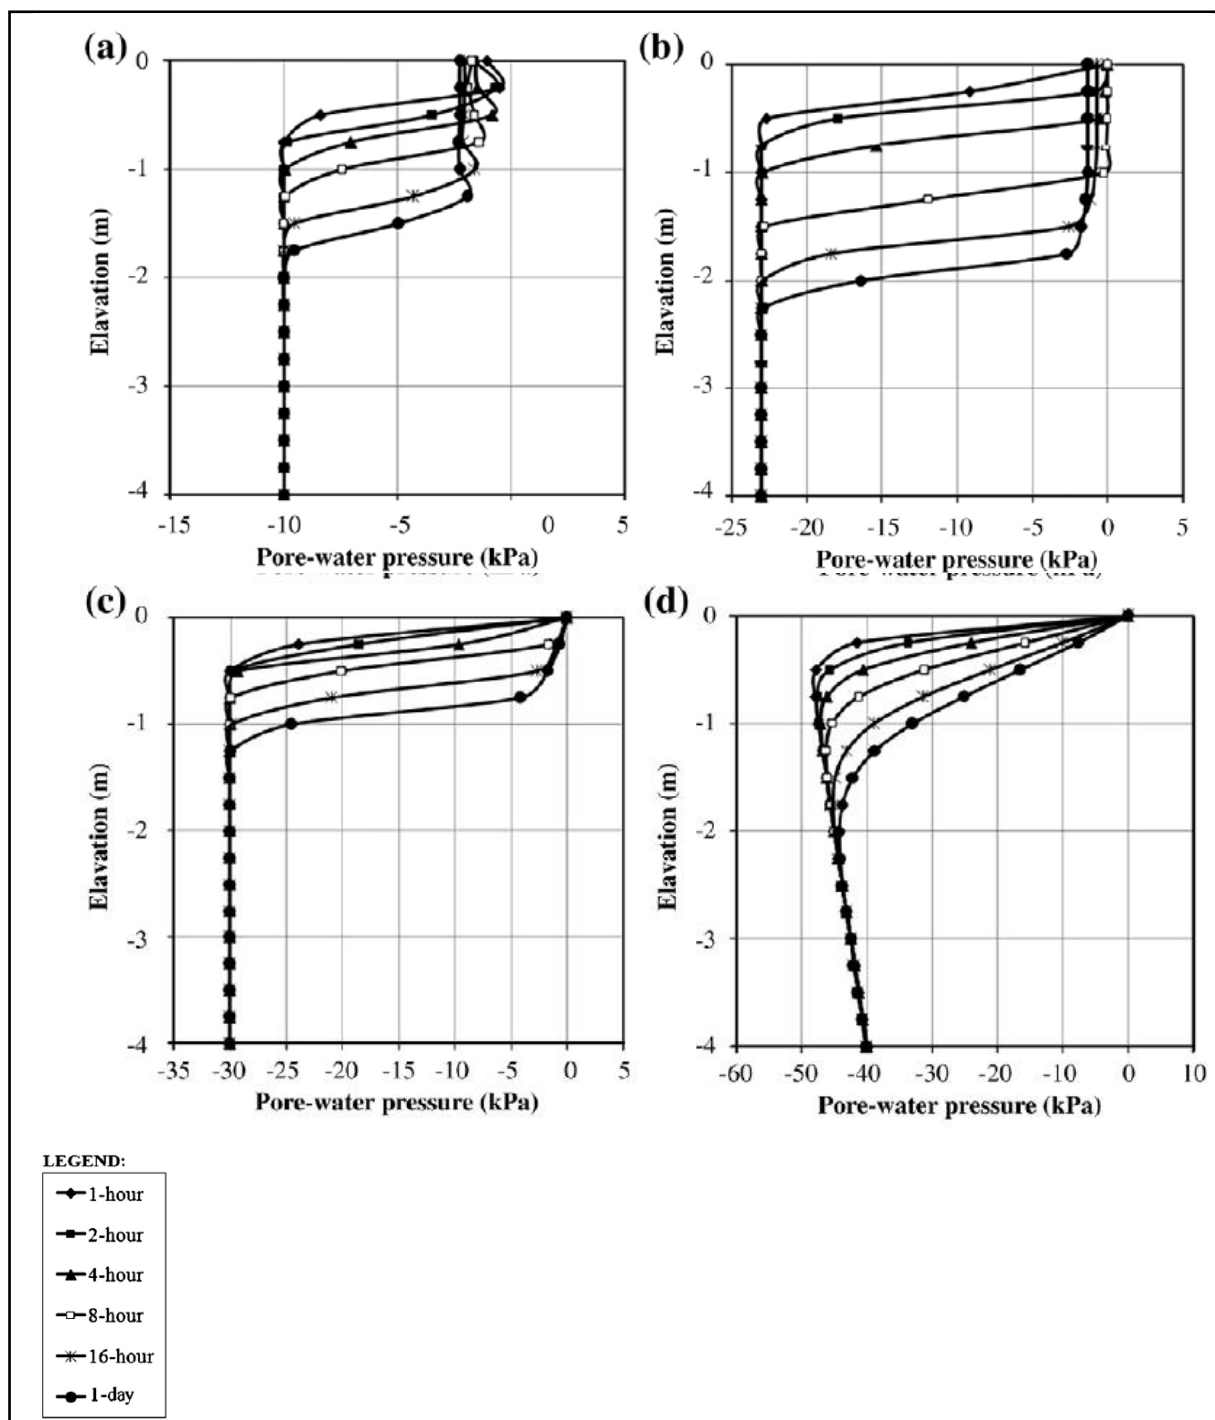 (a)
0
-1
-2
-3
-4
Elavation (m)
-15 -10 -5 0 5
Pore-water pressure (kPa)
(b)
0
-1
-2
-3
-4
Elavation (m)
-25 -20 -15 -10 -5 0 5
Pore-water pressure (kPa)
(c)
0
-1
-2
-3
-4
Elavation (m)
-35 -30 -25 -20 -15 -10 -5 0 5
Pore-water pressure (kPa)
(d)
0
-1
-2
-3
-4
Elavation (m)
-60 -50 -40 -30 -20 -10 0 10
Pore-water pressure (kPa)
LEGEND:
1-hour
2-hour
4-hour
8-hour
16-hour
1-day